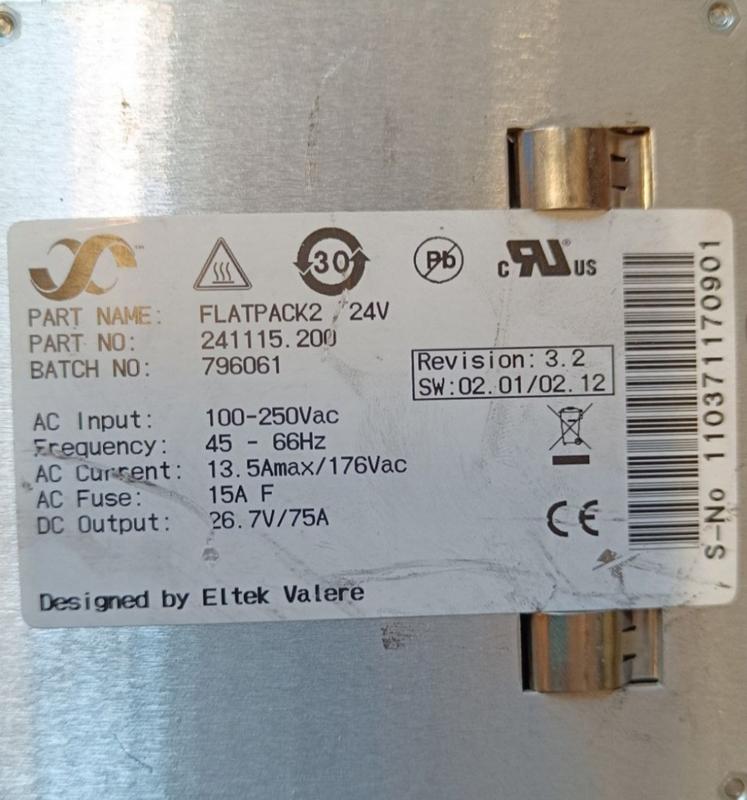 PART NAME: FLATPACK2 / 24V
PART NO: 241115.200
BATCH NO: 796061
Revision: 3.2
SW:02.01/02.12
AC Input: 100-250Vac
Frequency: 45 - 66Hz
AC Current: 13.5Amax/176Vac
AC Fuse: 15A F
DC Output: 26.7V/75A
Designed by Eltek Valere
30
Pb
c RU® US
CE
S-No 110371170901